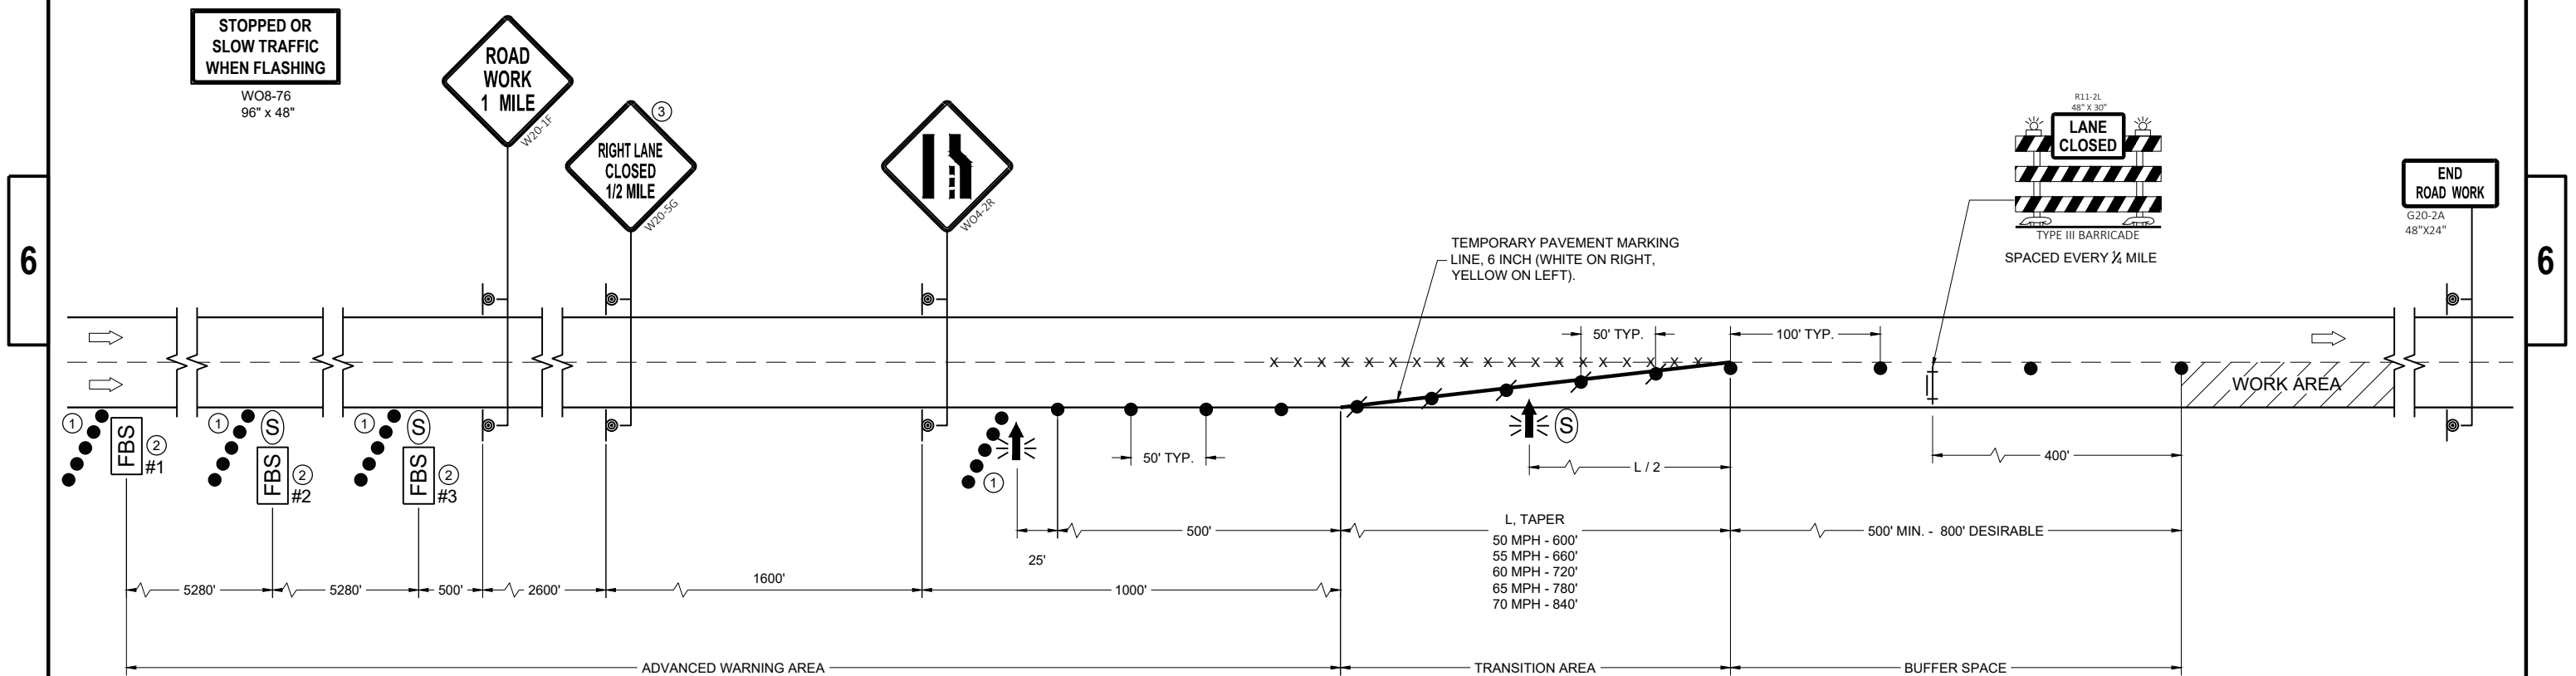 STOPPED OR
SLOW TRAFFIC
WHEN FLASHING
WO8-76
96" x 48"
ROAD
WORK
1 MILE
W20-1F
3
RIGHT LANE
CLOSED
1/2 MILE
W20-5G
WO4-2R
R11-2L
48" X 30"
LANE
CLOSED
TYPE III BARRICADE
SPACED EVERY ¼ MILE
END
ROAD WORK
G20-2A
48"X24"
6
6
TEMPORARY PAVEMENT MARKING
LINE, 6 INCH (WHITE ON RIGHT,
YELLOW ON LEFT).
50' TYP.
100' TYP.
X X X X X X X X X X X X X X X X X X X
WORK AREA
1
FBS
2
#1
1
S
FBS
2
#2
1
S
FBS
2
#3
1
50' TYP.
S
L / 2
400'
25'
500'
L, TAPER
50 MPH - 600'
55 MPH - 660'
60 MPH - 720'
65 MPH - 780'
70 MPH - 840'
500' MIN. - 800' DESIRABLE
5280'
5280'
500'
2600'
1600'
1000'
ADVANCED WARNING AREA
TRANSITION AREA
BUFFER SPACE